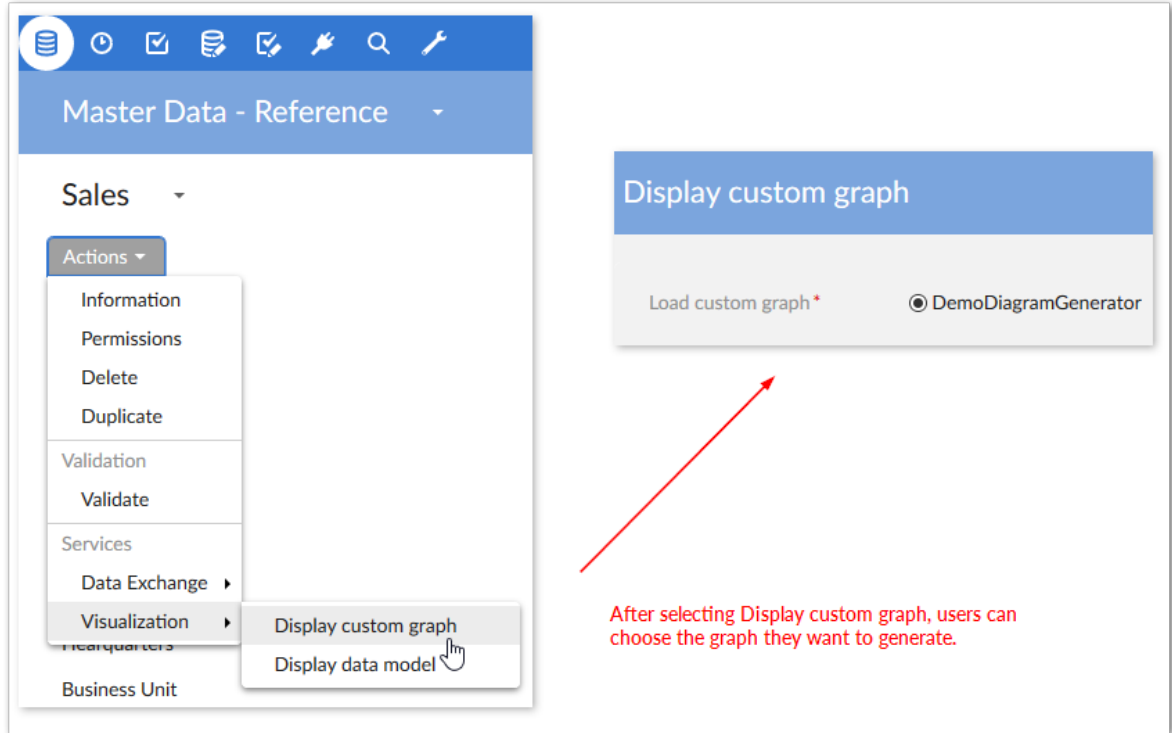 Master Data - Reference
Sales
Actions
Information
Permissions
Delete
Duplicate
Validation
Validate
Services
Data Exchange
Visualization
Display custom graph
Display data model
Headquarters
Business Unit
Display custom graph
Load custom graph *
DemoDiagramGenerator
After selecting Display custom graph, users can
choose the graph they want to generate.